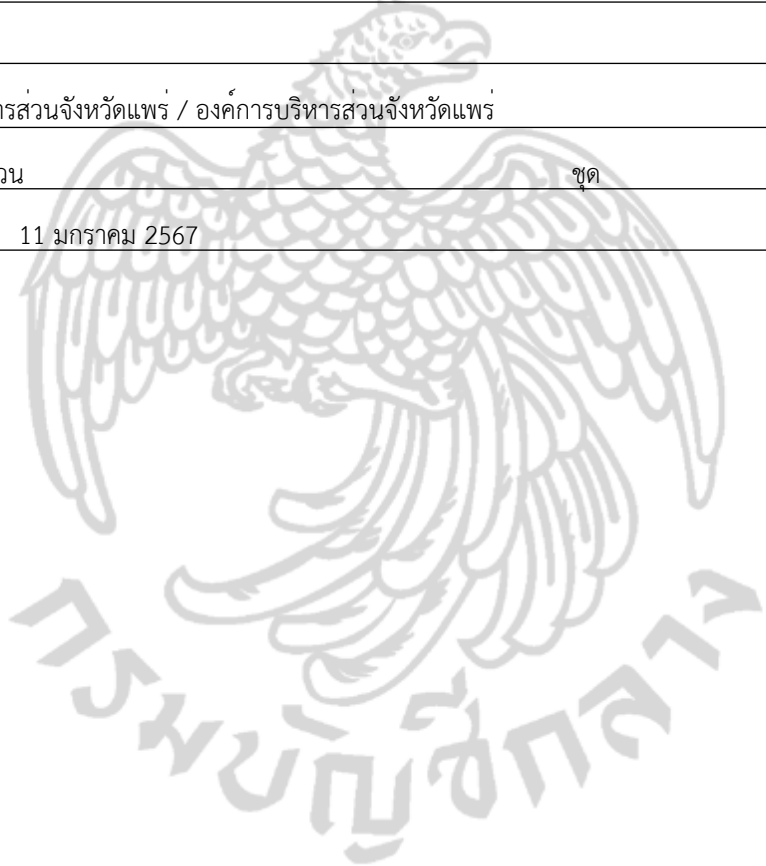 ารส่วนจังหวัดแพร่ / องค์การบริหารส่วนจังหวัดแพร่
วน ชุด
11 มกราคม 2567
กรมบัญชีกลาง